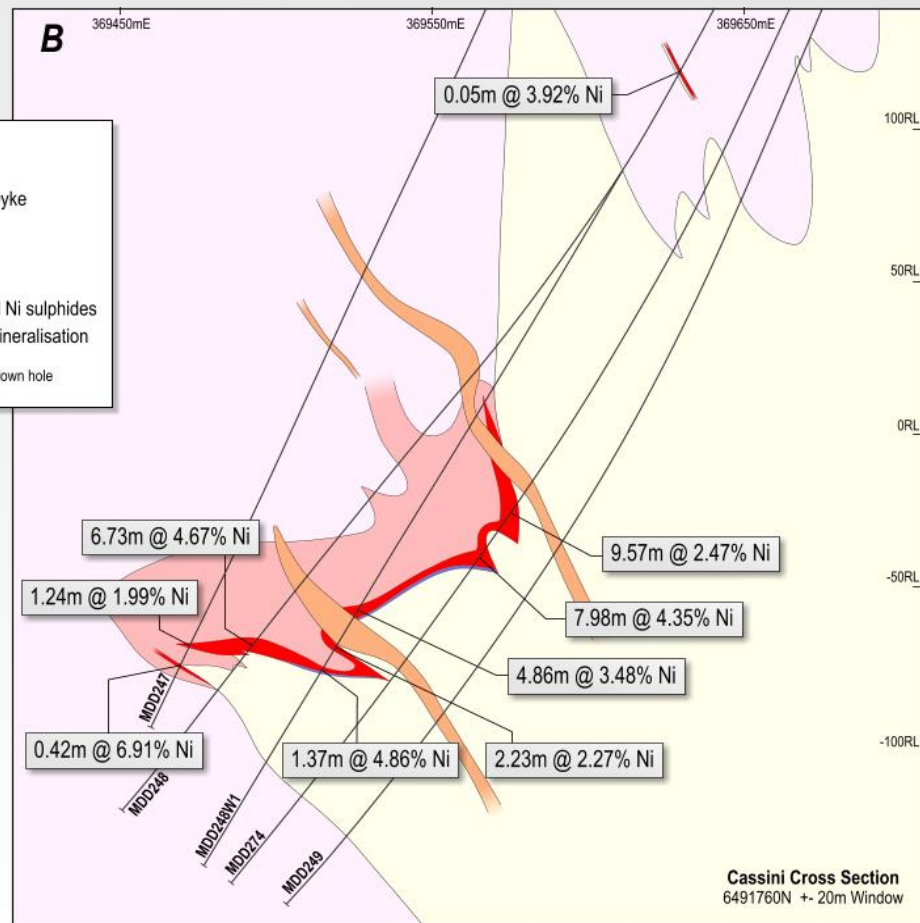 369450mE
369550mE
369650mE
B
0.05m @ 3.92% Ni
100RL
yke
50RL
Ni sulphides
ineralisation
own hole
0RL
6.73m @ 4.67% Ni
9.57m @ 2.47% Ni
-50RL
1.24m @ 1.99% Ni
7.98m @ 4.35% Ni
4.86m @ 3.48% Ni
MDD247
0.42m @ 6.91% Ni
1.37m @ 4.86% Ni
2.23m @ 2.27% Ni
-100RL
MDD248
MDD248W1
MDD274
MDD249
Cassini Cross Section
6491760N +- 20m Window